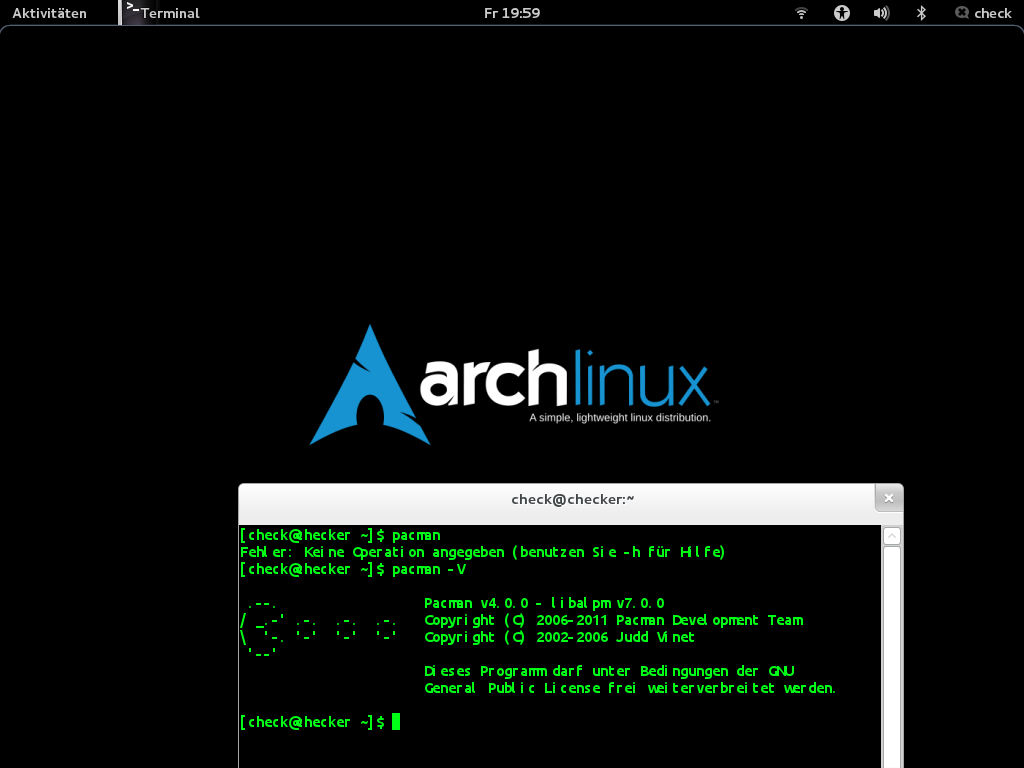 Aktivitäten
Terminal
Fr 19:59
check
archlinux
™
A simple, lightweight linux distribution.
check@checker:~
[check@hecker ~]$ pacman
Fehler: Keine Operation angegeben (benutzen Sie -h für Hilfe)
[check@hecker ~]$ pacman -V
 .--.                  Pacman v4.0.0 - libalpm v7.0.0
/ _.-' .-.  .-.  .-.   Copyright (C) 2006-2011 Pacman Development Team
\  '-. '-'  '-'  '-'   Copyright (C) 2002-2006 Judd Vinet
 '--'
                       Dieses Programm darf unter Bedingungen der GNU
                       General Public License frei weiterverbreitet werden.
[check@hecker ~]$